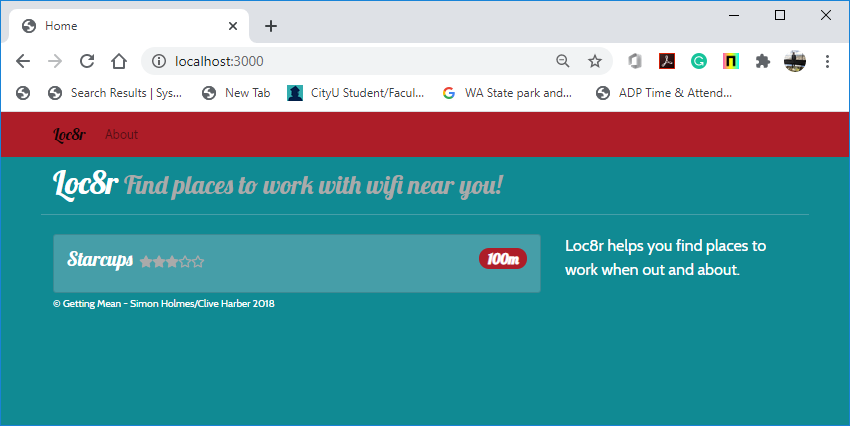 Home
localhost:3000
Search Results | Sys...
New Tab
CityU Student/Facul...
WA State park and...
ADP Time & Attend...
Loc8r About
Loc8r Find places to work with wifi near you!
Starcups
100m
Loc8r helps you find places to
work when out and about.
© Getting Mean - Simon Holmes/Clive Harber 2018